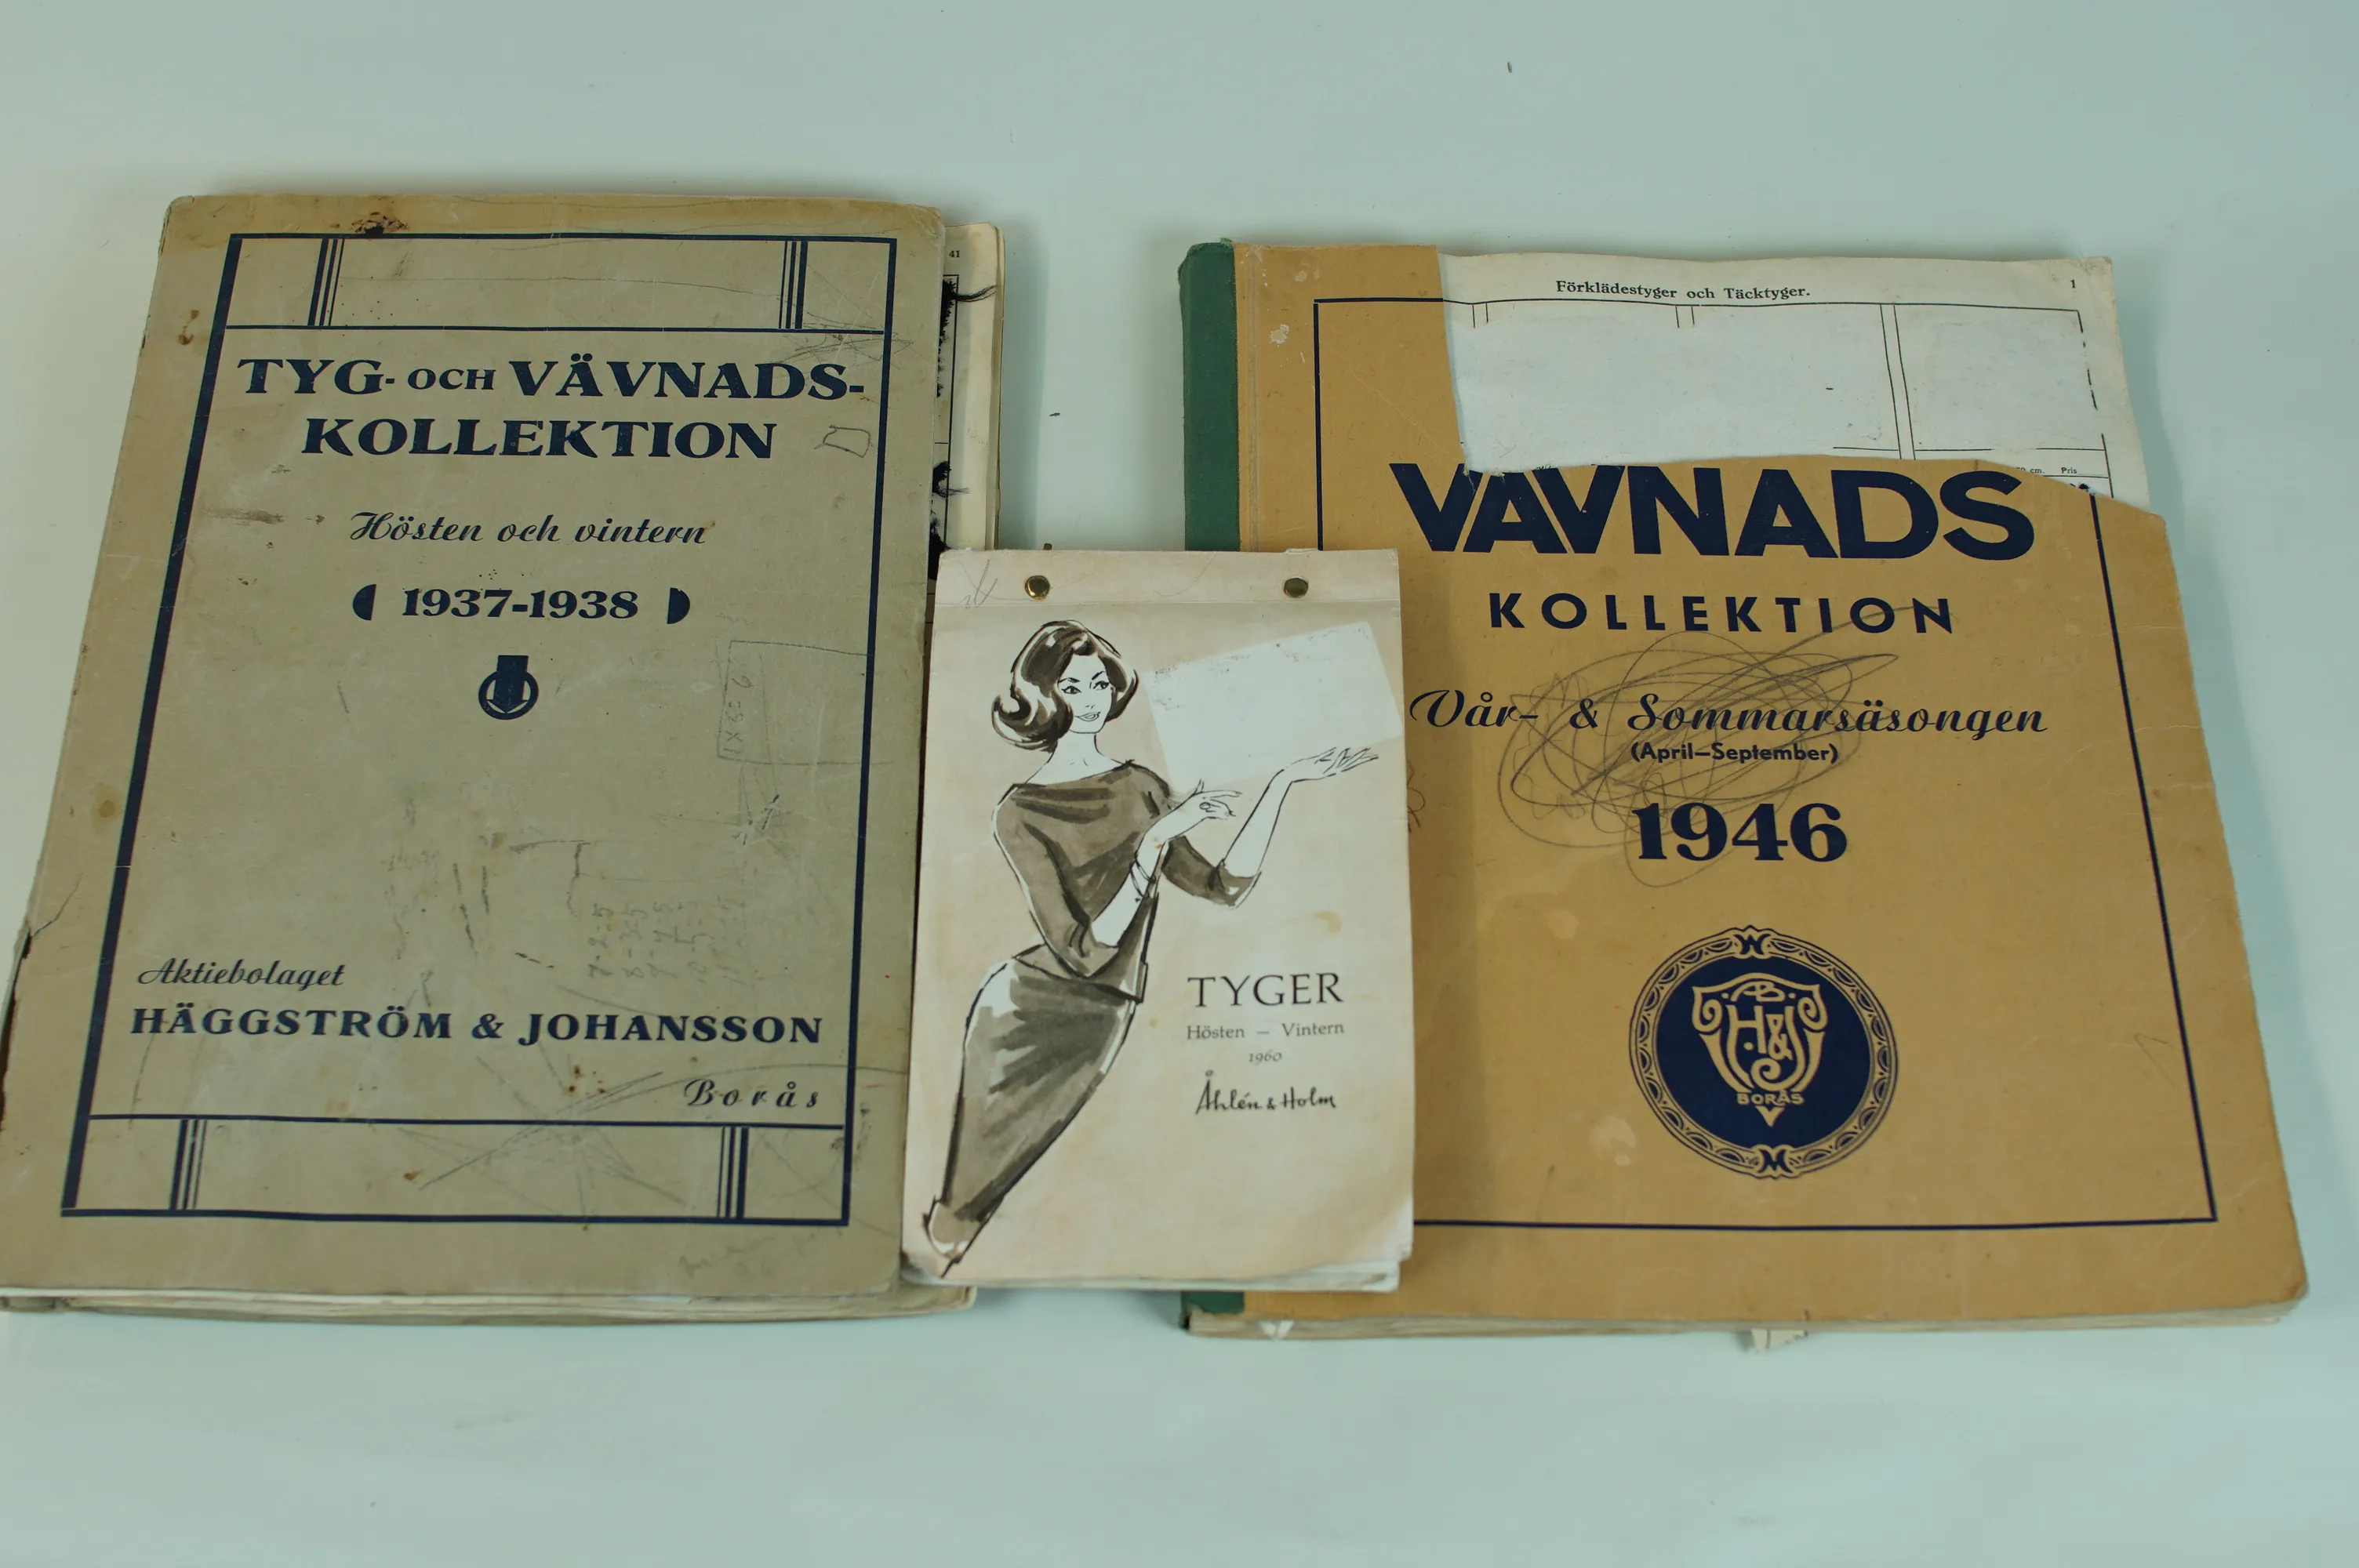 41
TYG- OCH VÄVNADS-
KOLLEKTION
Hösten och vintern
1937-1938
Aktiebolaget
HÄGGSTRÖM & JOHANSSON
Borås
TYGER
Hösten – Vintern
1960
Åhlén & Holm
Förklädestyger och Täcktyger.
1
cm. Pris
VÄVNADS
KOLLEKTION
Vår- & Sommarsäsongen
(April–September)
1946
A.B.
H&J
BORÅS